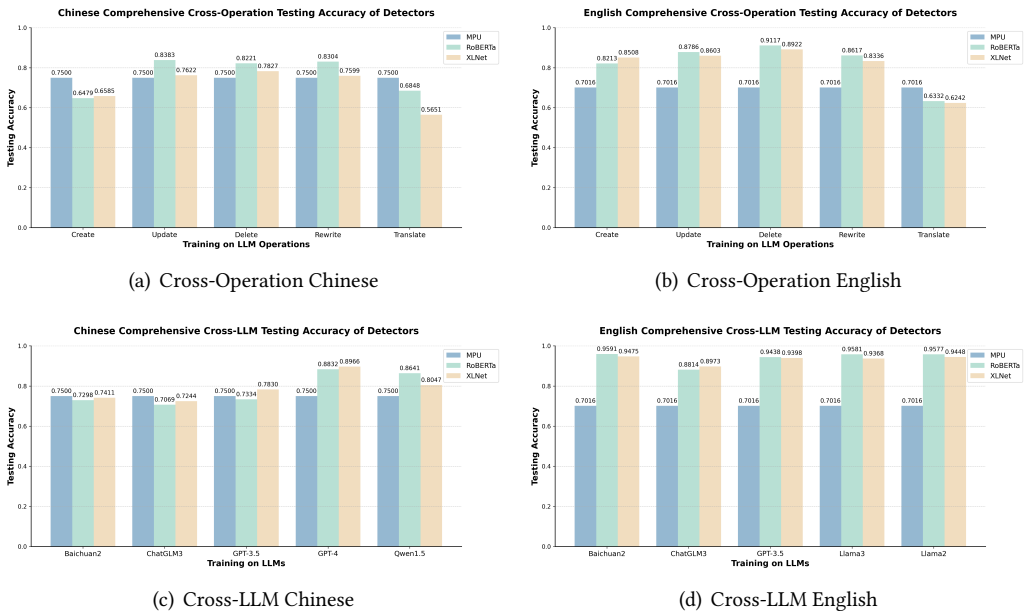 Chinese Comprehensive Cross-Operation Testing Accuracy of Detectors
Testing Accuracy
1.0
0.8
0.6
0.4
0.2
0.0
0.7500 0.6479 0.6585
0.7500 0.8383 0.7622
0.7500 0.8221 0.7827
0.7500 0.8304 0.7599
0.7500 0.6848 0.5651
MPU
RoBERTa
XLNet
Create Update Delete Rewrite Translate
Training on LLM Operations
(a) Cross-Operation Chinese
English Comprehensive Cross-Operation Testing Accuracy of Detectors
Testing Accuracy
1.0
0.8
0.6
0.4
0.2
0.0
0.7016 0.8213 0.8508
0.7016 0.8786 0.8603
0.7016 0.9117 0.8922
0.7016 0.8617 0.8336
0.7016 0.6332 0.6242
MPU
RoBERTa
XLNet
Create Update Delete Rewrite Translate
Training on LLM Operations
(b) Cross-Operation English
Chinese Comprehensive Cross-LLM Testing Accuracy of Detectors
Testing Accuracy
1.0
0.8
0.6
0.4
0.2
0.0
0.7500 0.7298 0.7411
0.7500 0.7069 0.7244
0.7500 0.7334 0.7830
0.7500 0.8832 0.8966
0.7500 0.8641 0.8047
MPU
RoBERTa
XLNet
Baichuan2 ChatGLM3 GPT-3.5 GPT-4 Qwen1.5
Training on LLMs
(c) Cross-LLM Chinese
English Comprehensive Cross-LLM Testing Accuracy of Detectors
Testing Accuracy
1.0
0.8
0.6
0.4
0.2
0.0
0.7016 0.9591 0.9475
0.7016 0.8814 0.8973
0.7016 0.9438 0.9398
0.7016 0.9581 0.9368
0.7016 0.9577 0.9448
MPU
RoBERTa
XLNet
Baichuan2 ChatGLM3 GPT-3.5 Llama3 Llama2
Training on LLMs
(d) Cross-LLM English